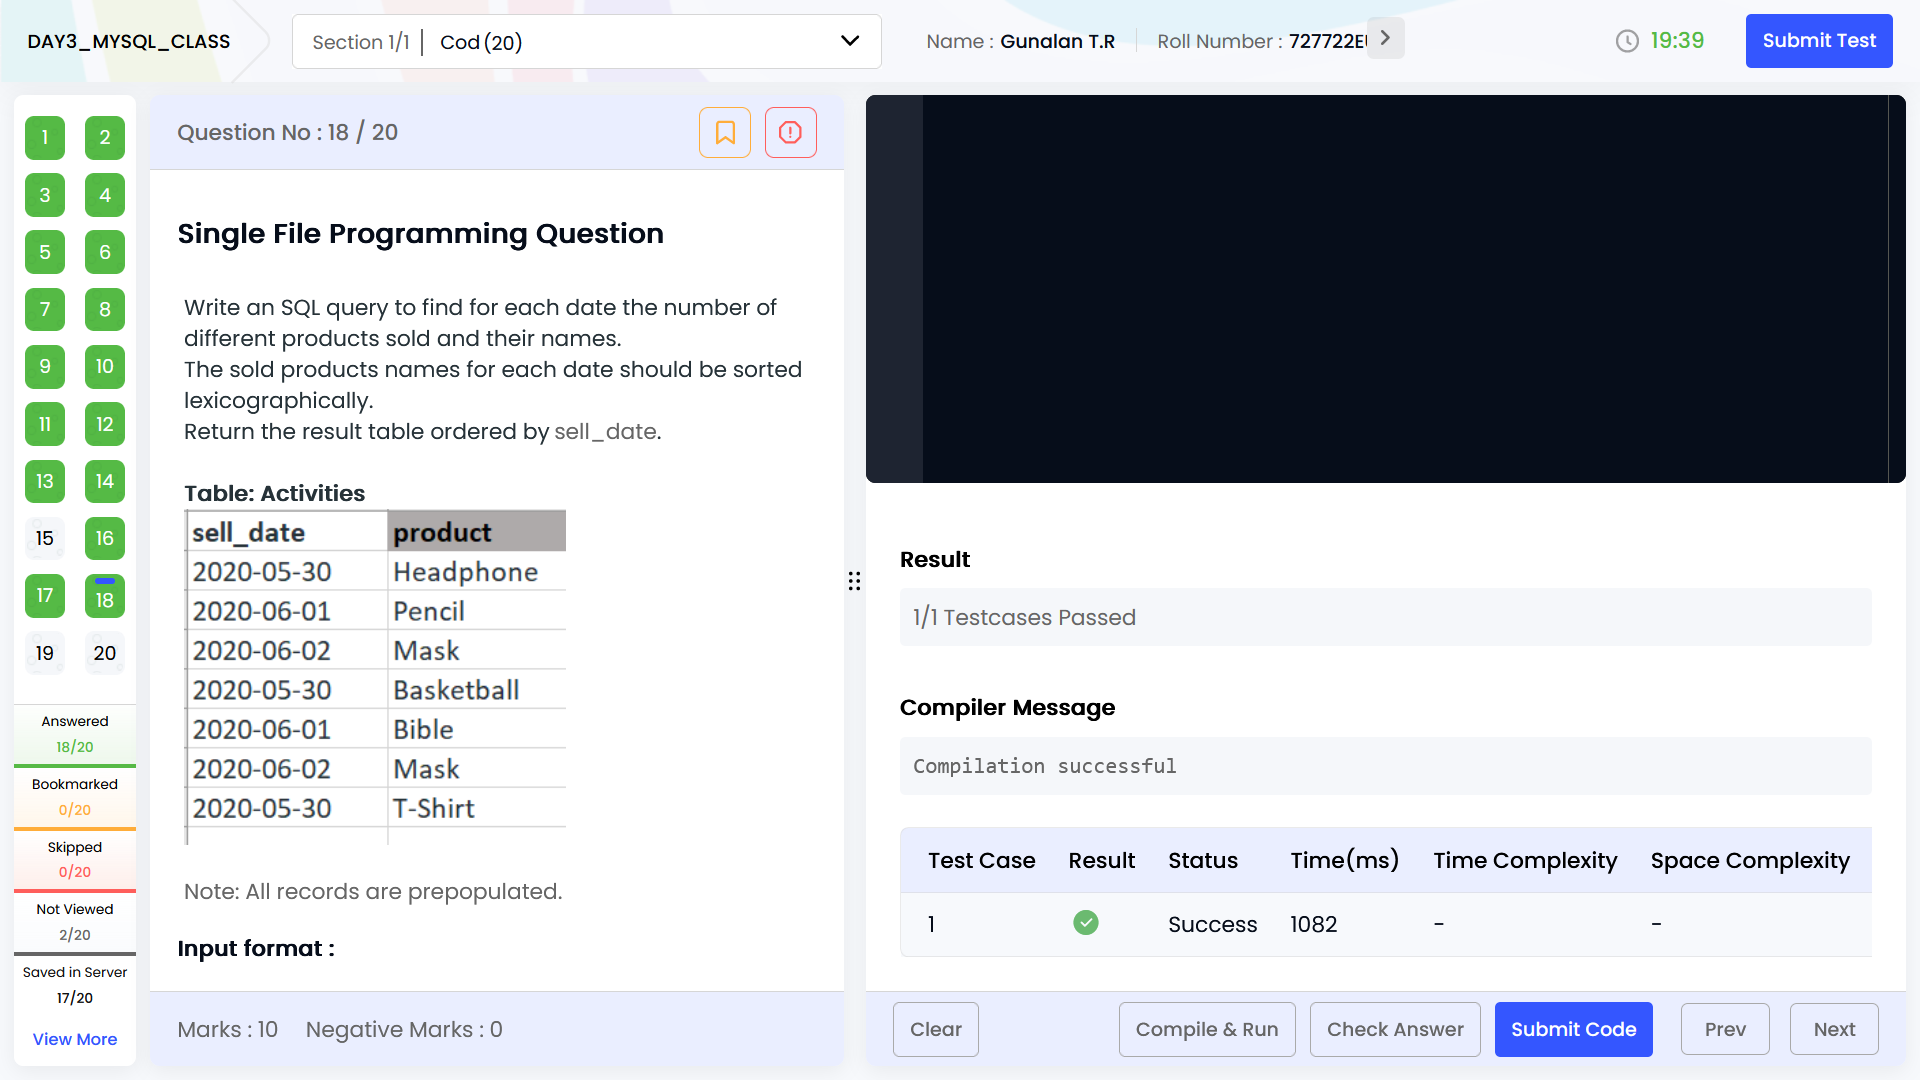 DAY3_MYSQL_CLASS
Section 1/1 | Cod (20)
Name : Gunalan T.R
Roll Number :
19:39
Submit Test
1 2
3 4
5 6
7 8
9 10
11 12
13 14
15 16
17 18
19 20
Answered
18/20
Bookmarked
0/20
Skipped
0/20
Not Viewed
2/20
Saved in Server
17/20
View More
Question No : 18 / 20
Single File Programming Question
Write an SQL query to find for each date the number of
different products sold and their names.
The sold products names for each date should be sorted
lexicographically.
Return the result table ordered by sell_date.
Table: Activities
sell_date product
2020-05-30 Headphone
2020-06-01 Pencil
2020-06-02 Mask
2020-05-30 Basketball
2020-06-01 Bible
2020-06-02 Mask
2020-05-30 T-Shirt
Note: All records are prepopulated.
Input format :
Marks : 10 Negative Marks : 0
Result
1/1 Testcases Passed
Compiler Message
Compilation successful
Test Case Result Status Time(ms) Time Complexity Space Complexity
1 Success 1082 - -
Clear
Compile & Run
Check Answer
Submit Code
Prev
Next